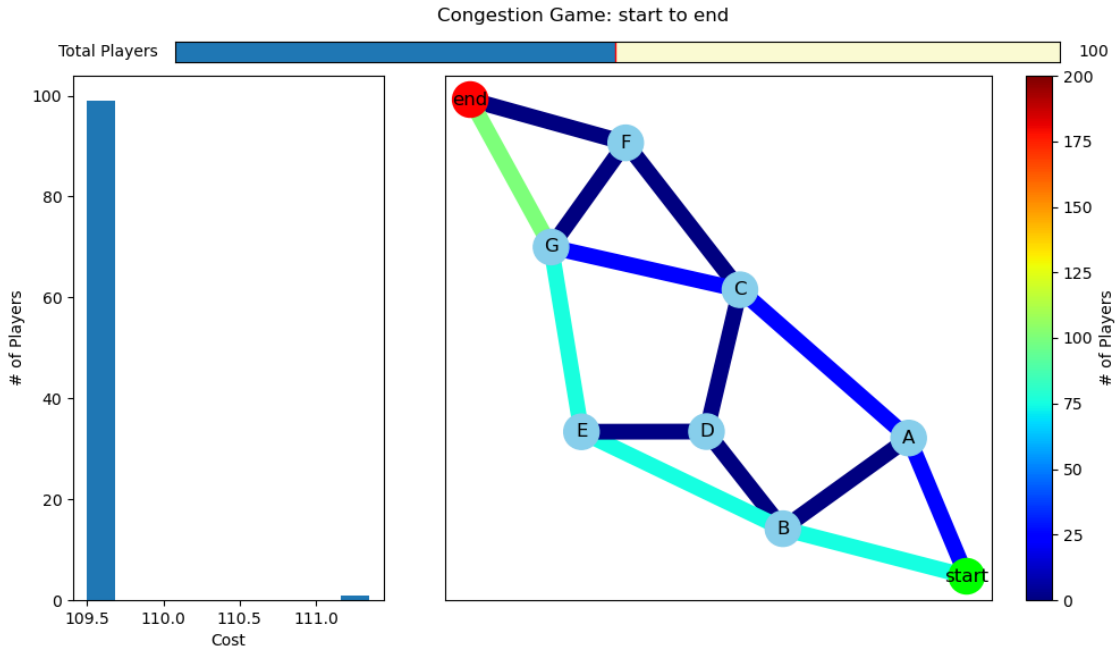 Congestion Game: start to end
Total Players
100
100
80
60
40
20
0
# of Players
109.5 110.0 110.5 111.0
Cost
end
F
G
C
E
D
A
B
start
200
175
150
125
100
75
50
25
0
# of Players